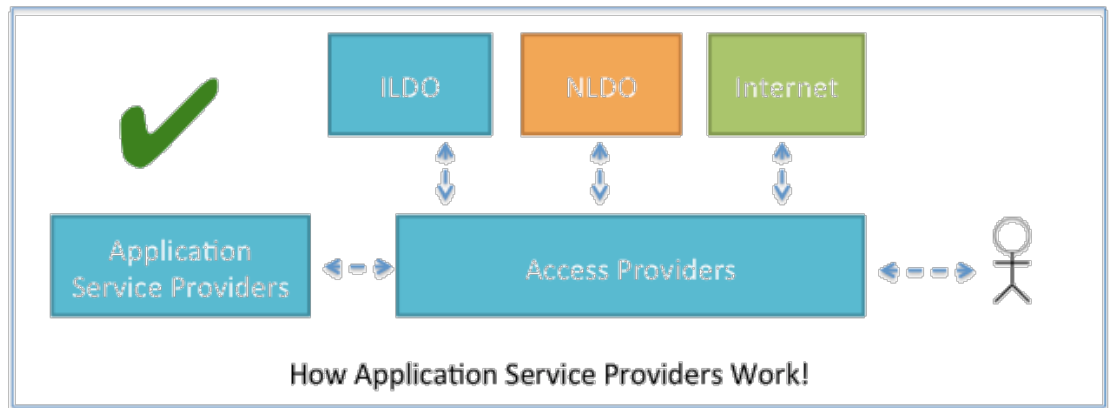 ILDO
NLDO
Internet
Application
Service Providers
Access Providers
How Application Service Providers Work!